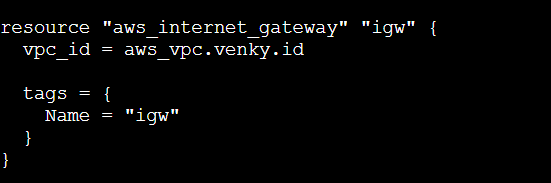 resource "aws_internet_gateway" "igw" {
  vpc_id = aws_vpc.venky.id

  tags = {
    Name = "igw"
  }
}